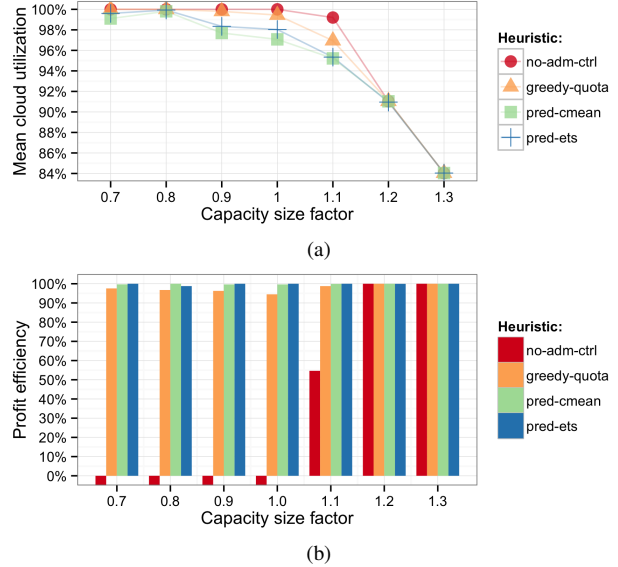 Mean cloud utilization
100%
98%
96%
94%
92%
90%
88%
86%
84%
0.7 0.8 0.9 1 1.1 1.2 1.3
Capacity size factor
Heuristic:
no-adm-ctrl
greedy-quota
pred-cmean
pred-ets
(a)
Profit efficiency
100%
90%
80%
70%
60%
50%
40%
30%
20%
10%
0%
0.7 0.8 0.9 1.0 1.1 1.2 1.3
Capacity size factor
Heuristic:
no-adm-ctrl
greedy-quota
pred-cmean
pred-ets
(b)